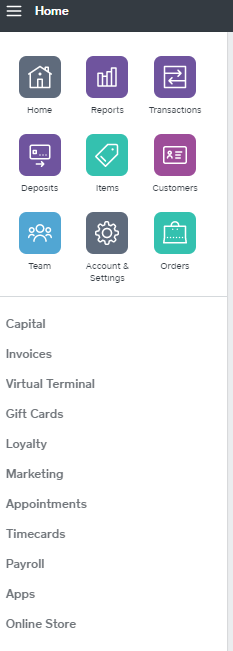 Home
Home Reports Transactions
Deposits Items Customers
Team Account & Orders
Settings
Capital
Invoices
Virtual Terminal
Gift Cards
Loyalty
Marketing
Appointments
Timecards
Payroll
Apps
Online Store